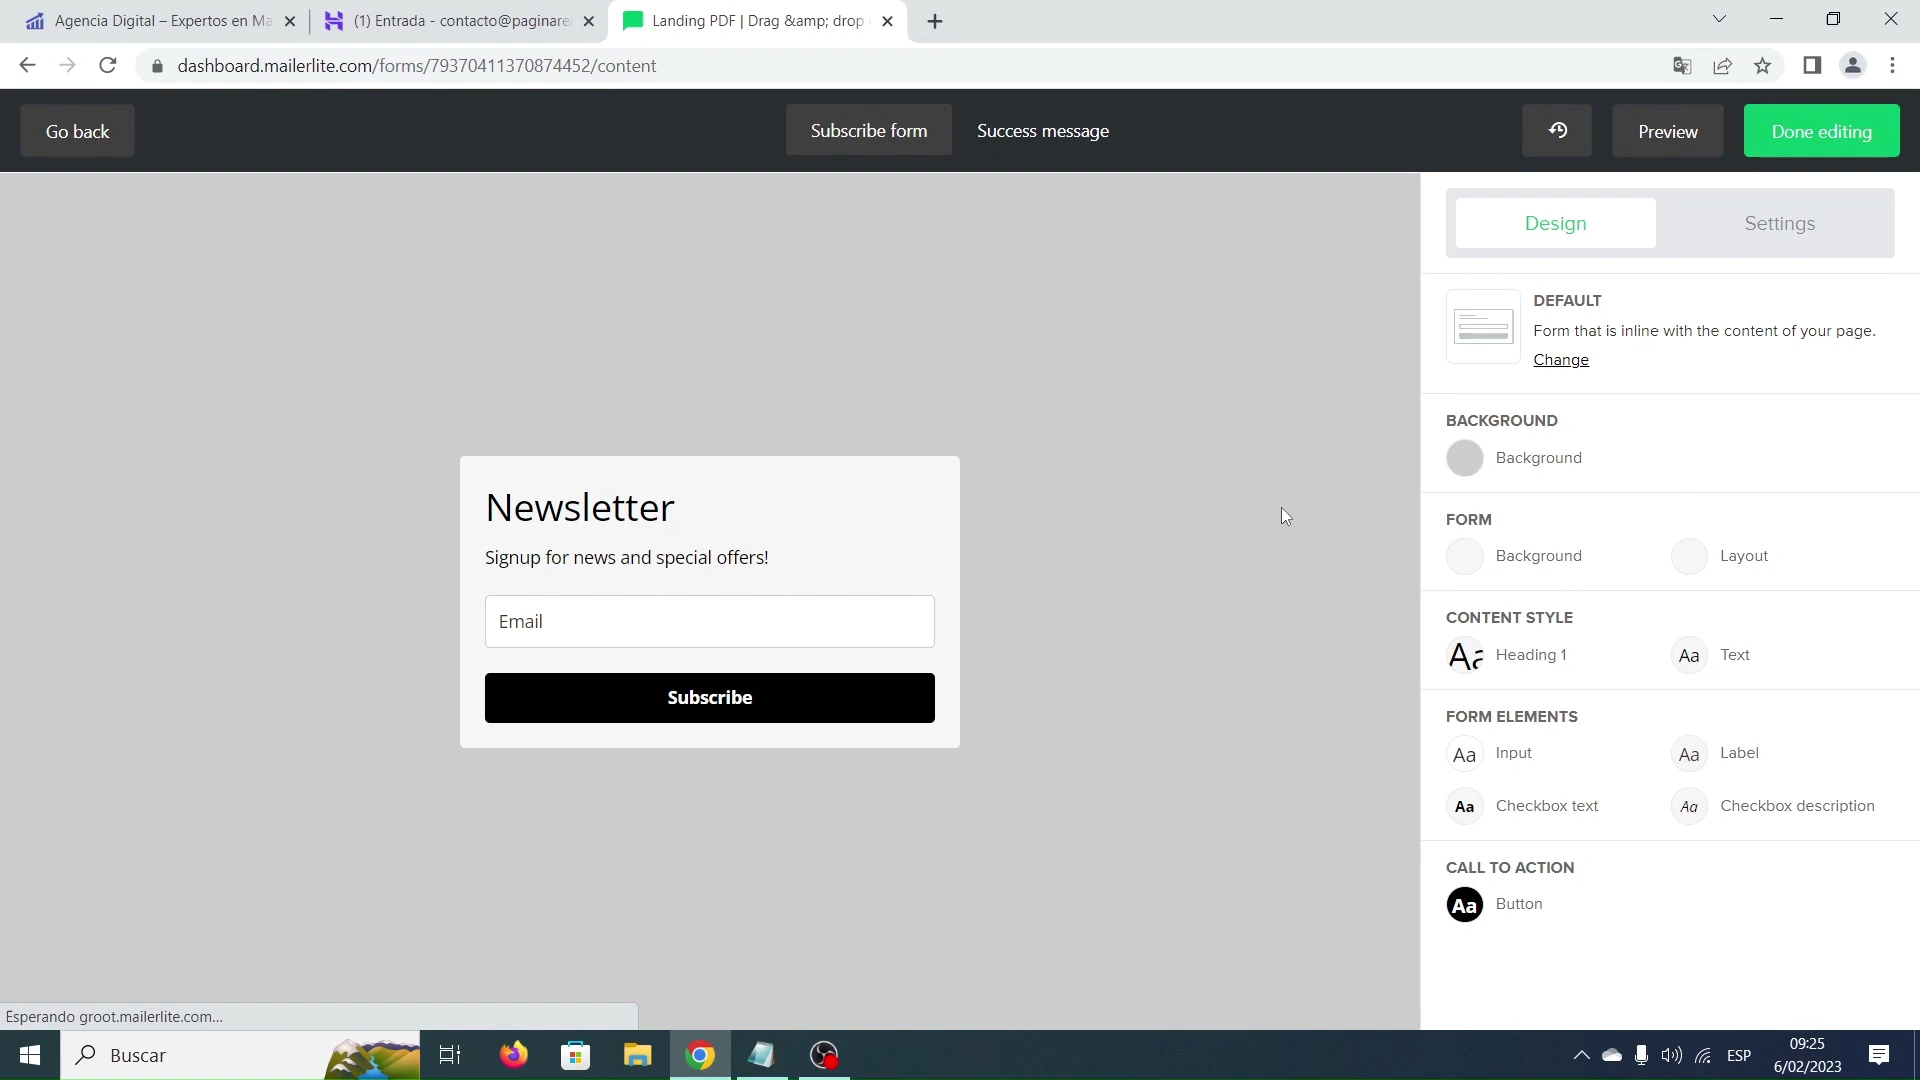 Agencia Digital – Expertos en Ma
(1) Entrada - contacto@paginare
Landing PDF | Drag &amp; drop
dashboard.mailerlite.com/forms/79370411370874452/content
Go back
Subscribe form
Success message
Preview
Done editing
Design
Settings
DEFAULT
Form that is inline with the content of your page.
Change
BACKGROUND
Background
FORM
Background
Layout
CONTENT STYLE
Aa Heading 1
Aa Text
FORM ELEMENTS
Aa Input
Aa Label
Aa Checkbox text
Aa Checkbox description
CALL TO ACTION
Aa Button
Newsletter
Signup for news and special offers!
Email
Subscribe
Esperando groot.mailerlite.com...
Buscar
ESP
09:25
6/02/2023